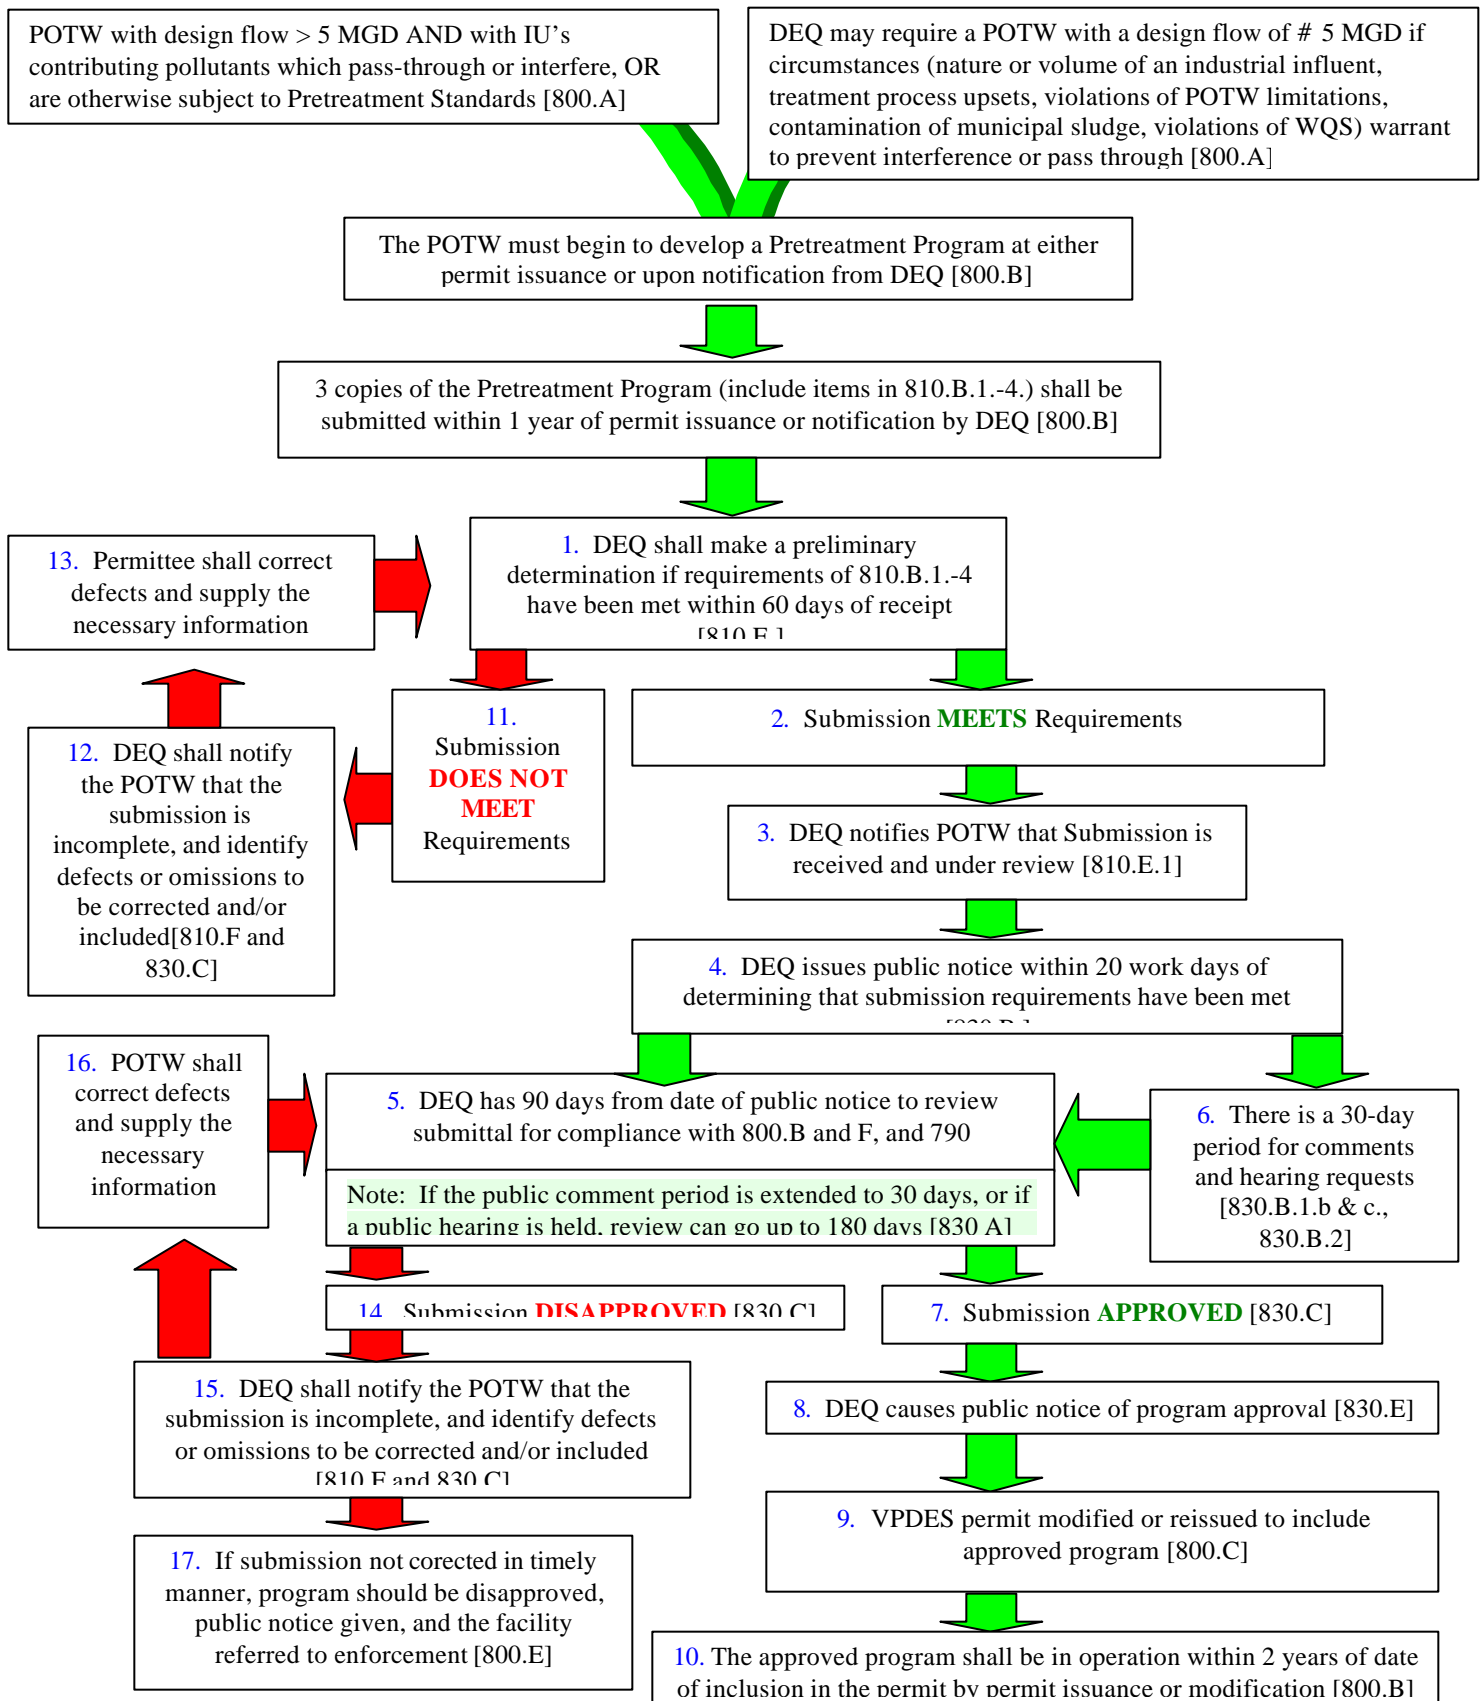 POTW with design flow > 5 MGD AND with IU's
contributing pollutants which pass-through or interfere, OR
are otherwise subject to Pretreatment Standards [800.A]
DEQ may require a POTW with a design flow of # 5 MGD if
circumstances (nature or volume of an industrial influent,
treatment process upsets, violations of POTW limitations,
contamination of municipal sludge, violations of WQS) warrant
to prevent interference or pass through [800.A]
The POTW must begin to develop a Pretreatment Program at either
permit issuance or upon notification from DEQ [800.B]
3 copies of the Pretreatment Program (include items in 810.B.1.-4.) shall be
submitted within 1 year of permit issuance or notification by DEQ [800.B]
1. DEQ shall make a preliminary
determination if requirements of 810.B.1.-4
have been met within 60 days of receipt
13. Permittee shall correct
defects and supply the
necessary information
11.
Submission
DOES NOT
MEET
Requirements
2. Submission MEETS Requirements
12. DEQ shall notify
the POTW that the
submission is
incomplete, and identify
defects or omissions to
be corrected and/or
included[810.F and
830.C]
3. DEQ notifies POTW that Submission is
received and under review [810.E.1]
4. DEQ issues public notice within 20 work days of
determining that submission requirements have been met
16. POTW shall
correct defects
and supply the
necessary
information
5. DEQ has 90 days from date of public notice to review
submittal for compliance with 800.B and F, and 790
Note: If the public comment period is extended to 30 days, or if
a public hearing is held, review can go up to 180 days [830 A]
6. There is a 30-day
period for comments
and hearing requests
[830.B.1.b & c.,
830.B.2]
14. Submission DISAPPROVED [830.C]
7. Submission APPROVED [830.C]
15. DEQ shall notify the POTW that the
submission is incomplete, and identify defects
or omissions to be corrected and/or included
[810.F and 830.C]
8. DEQ causes public notice of program approval [830.E]
9. VPDES permit modified or reissued to include
approved program [800.C]
17. If submission not corected in timely
manner, program should be disapproved,
public notice given, and the facility
referred to enforcement [800.E]
10. The approved program shall be in operation within 2 years of date
of inclusion in the permit by permit issuance or modification [800.B]